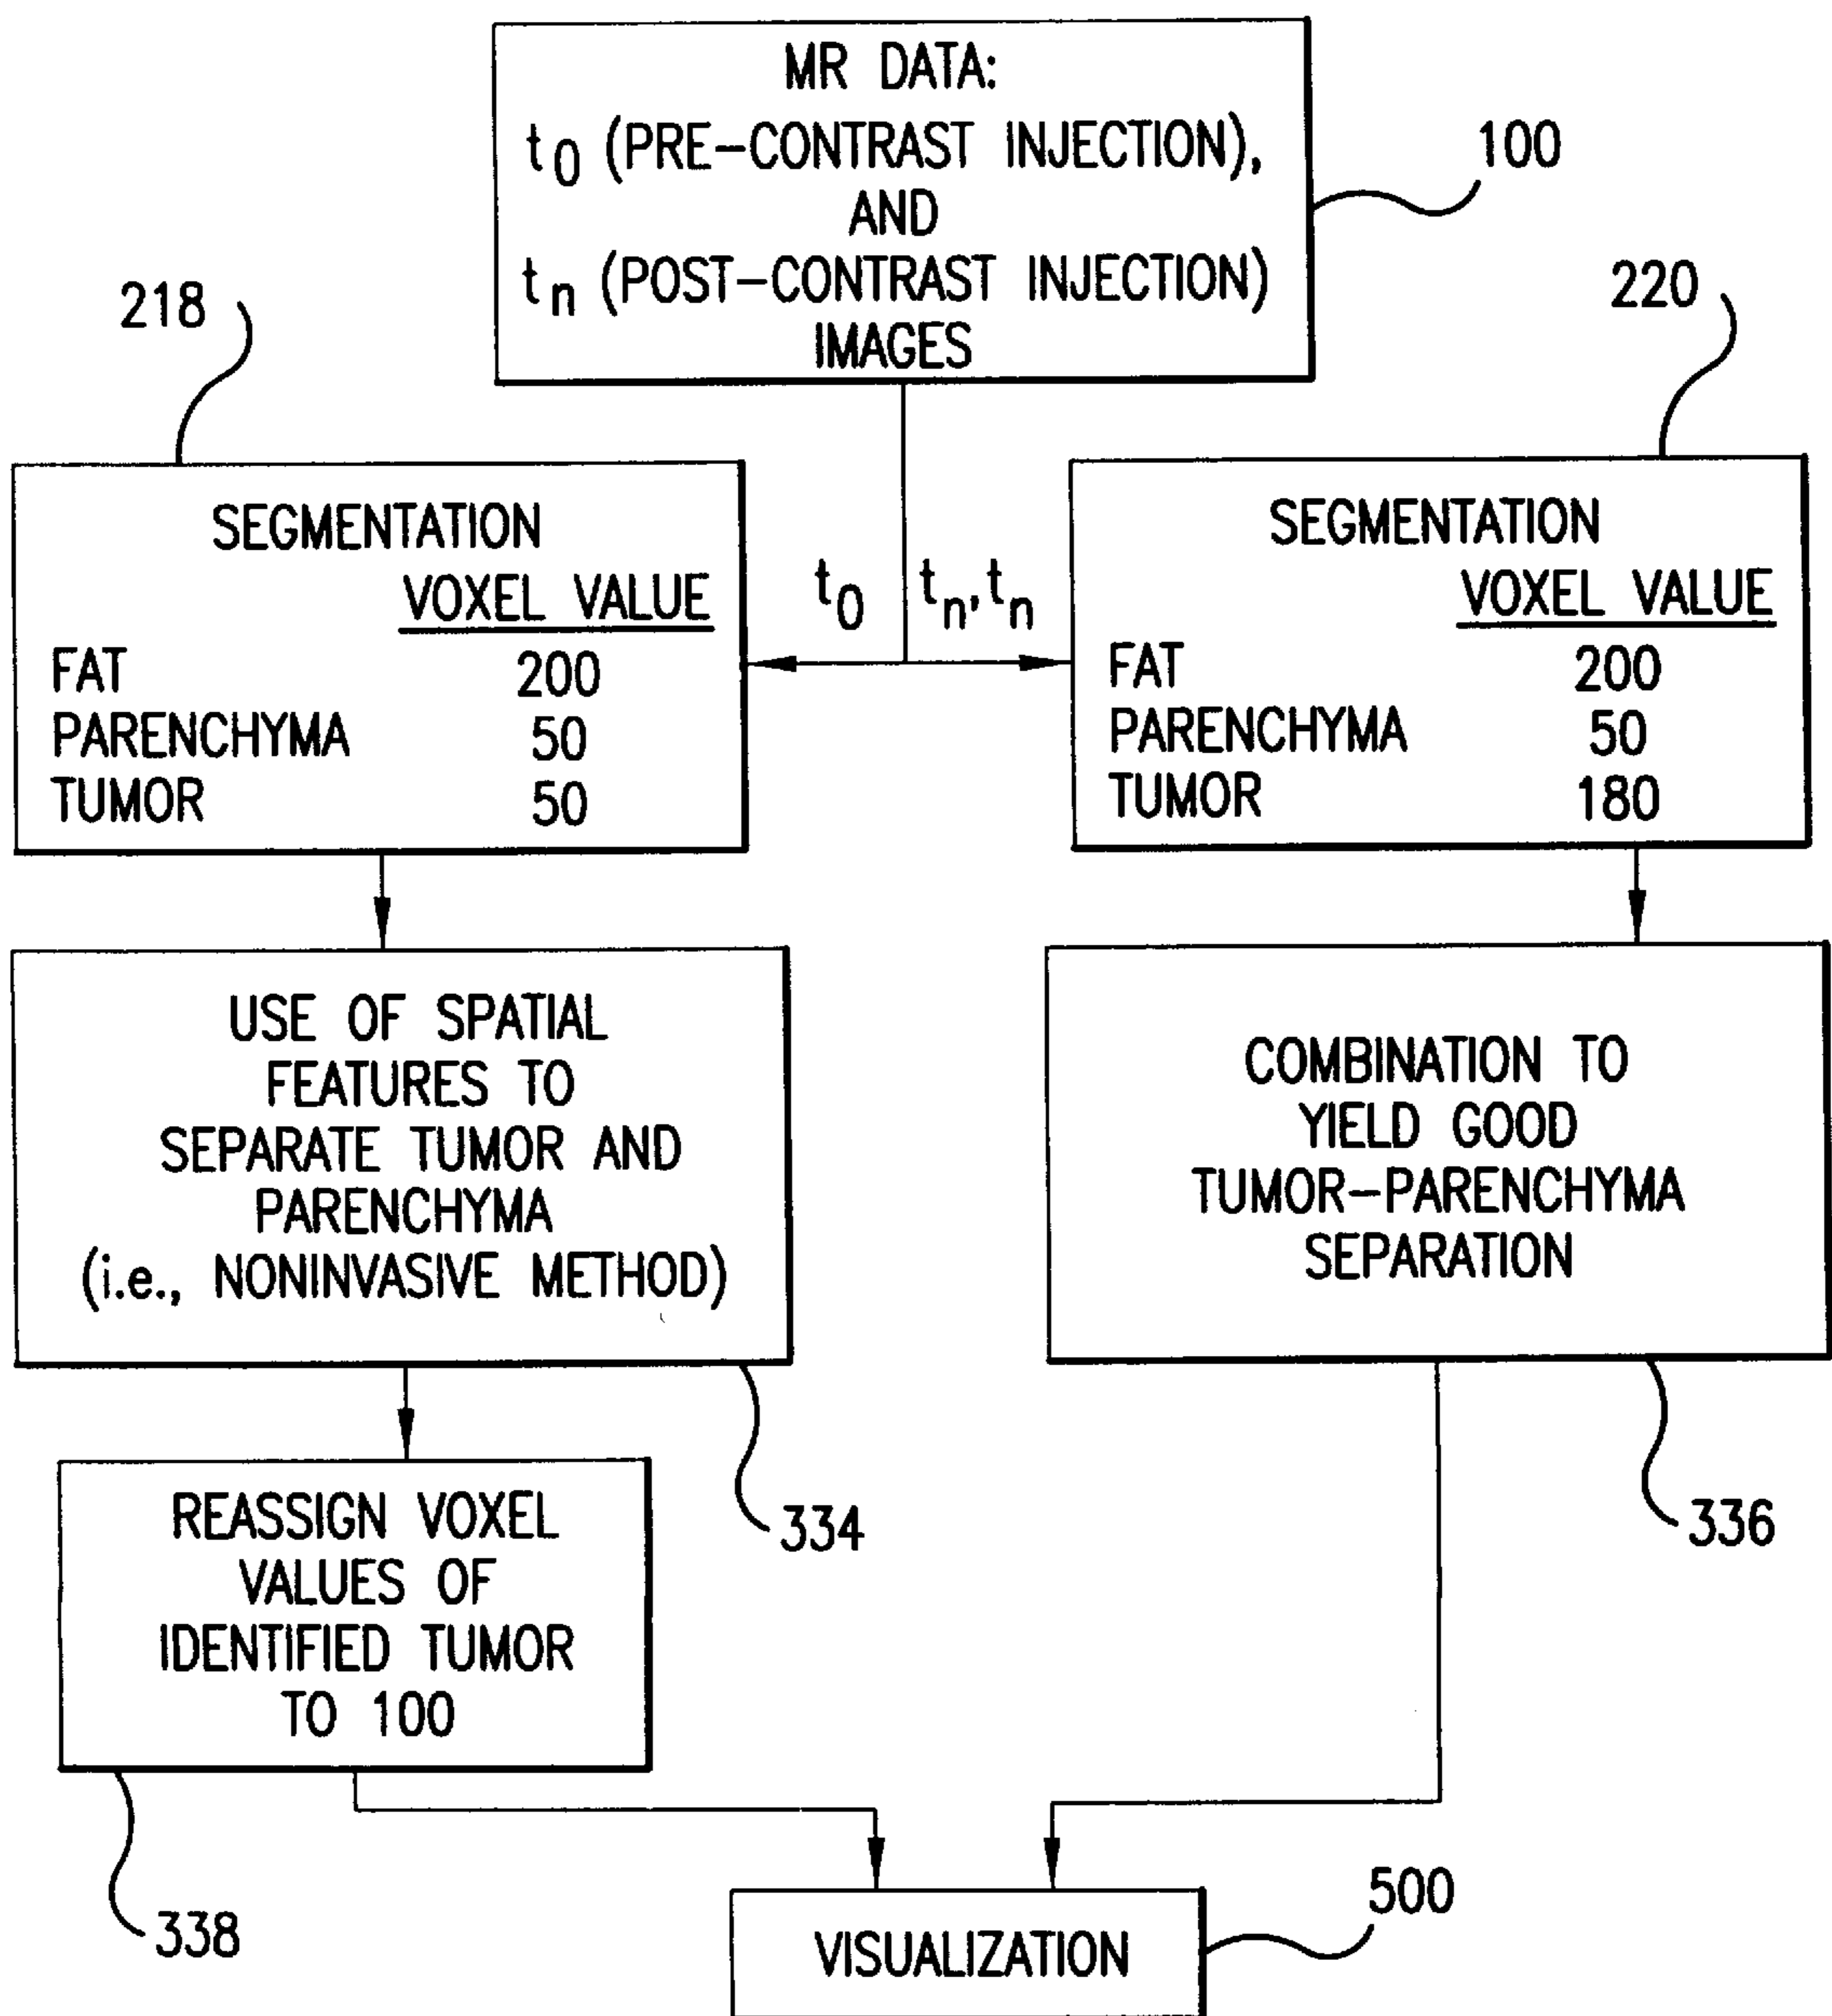 MR DATA:
t0 (PRE-CONTRAST INJECTION),
AND
tn (POST-CONTRAST INJECTION)
IMAGES
100
218
220
SEGMENTATION
VOXEL VALUE
FAT 200
PARENCHYMA 50
TUMOR 50
t0
tn, tn
SEGMENTATION
VOXEL VALUE
FAT 200
PARENCHYMA 50
TUMOR 180
USE OF SPATIAL
FEATURES TO
SEPARATE TUMOR AND
PARENCHYMA
(i.e., NONINVASIVE METHOD)
334
COMBINATION TO
YIELD GOOD
TUMOR-PARENCHYMA
SEPARATION
336
REASSIGN VOXEL
VALUES OF
IDENTIFIED TUMOR
TO 100
338
VISUALIZATION
500